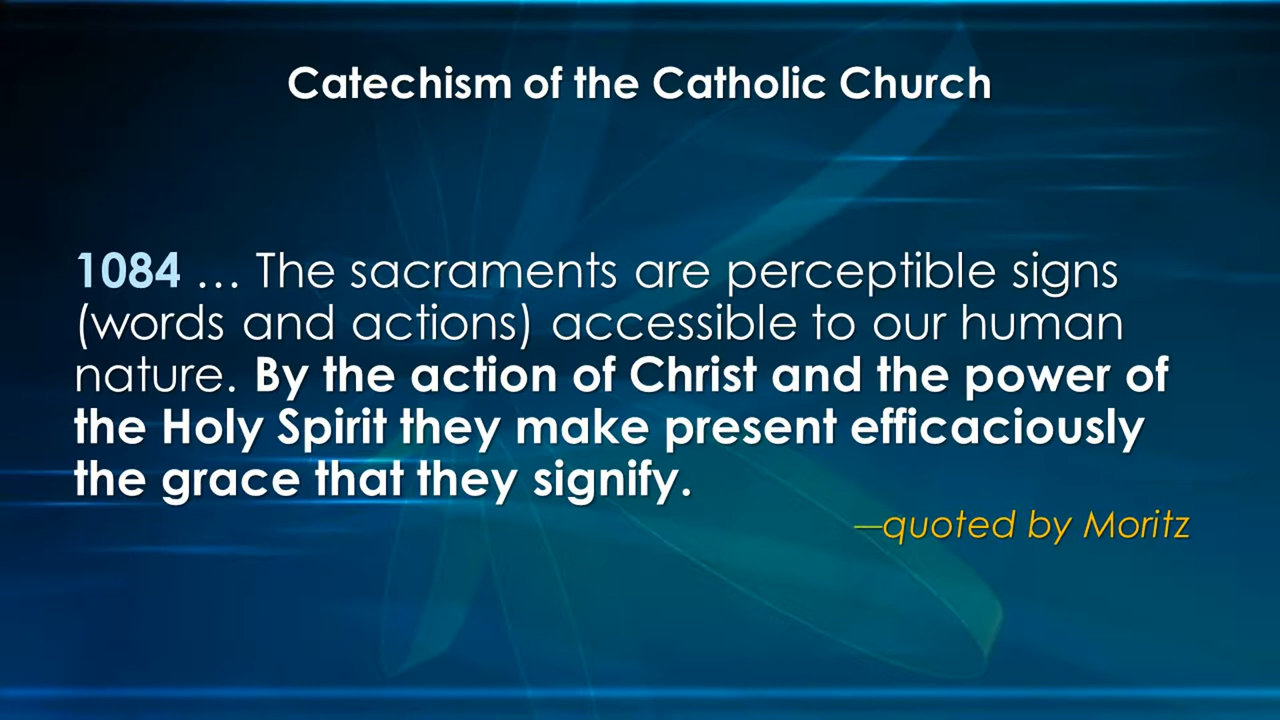 Catechism of the Catholic Church
1084 … The sacraments are perceptible signs
(words and actions) accessible to our human
nature. By the action of Christ and the power of
the Holy Spirit they make present efficaciously
the grace that they signify.
—quoted by Moritz